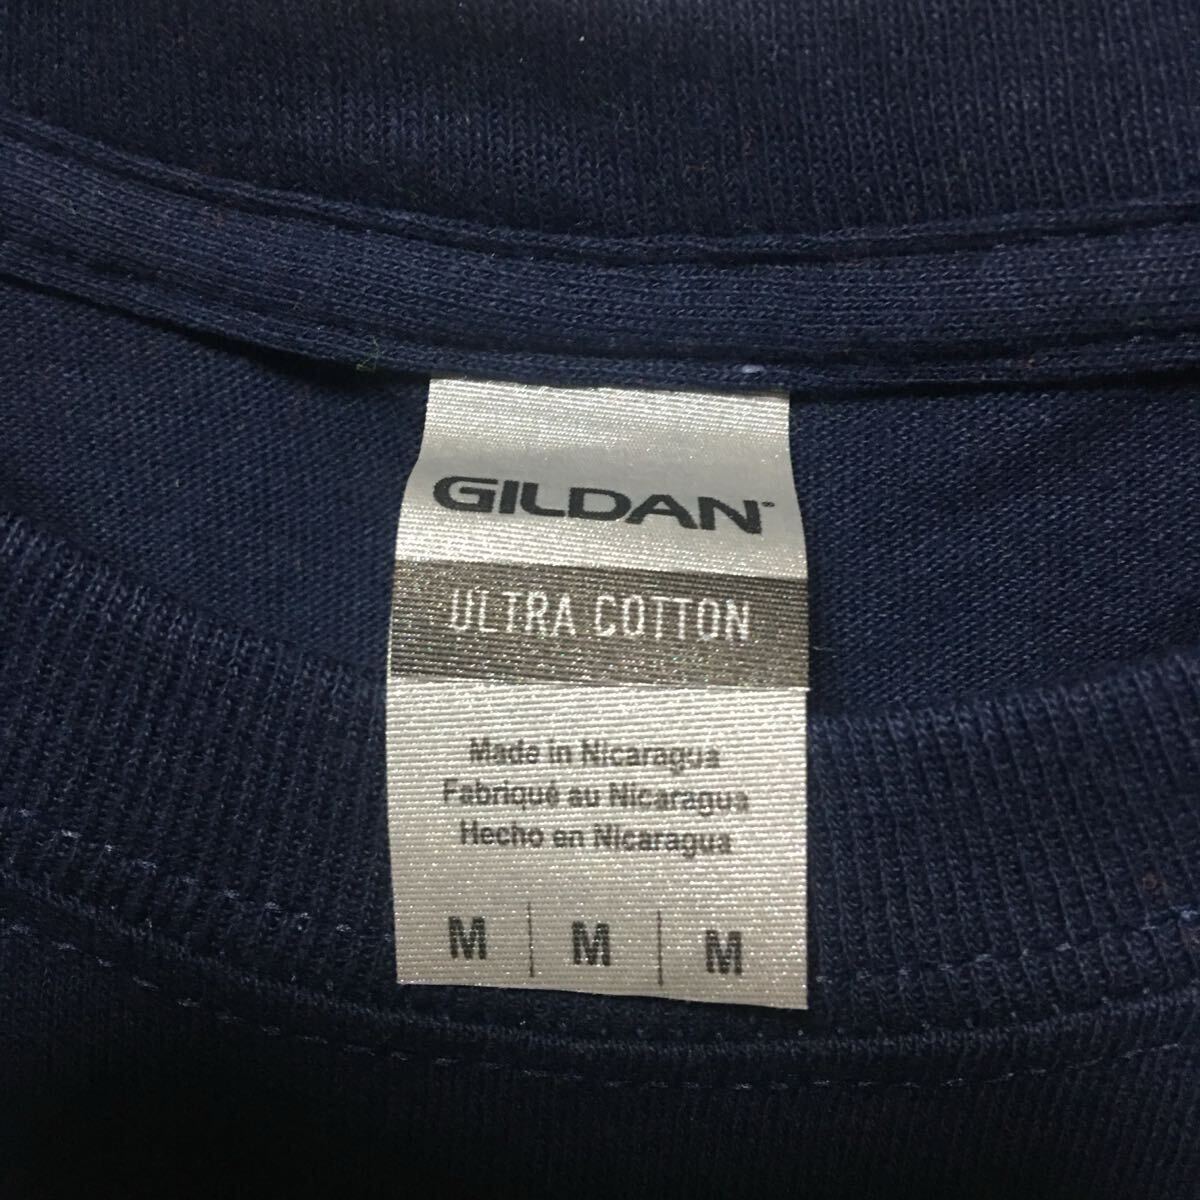 GILDAN
ULTRA COTTON
Made in Nicaragua
Fabriqué au Nicaragua
Hecho en Nicaragua
M | M | M